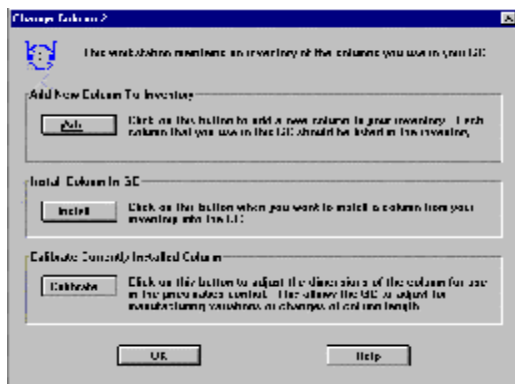 Change Column 2
This workstation maintains an inventory of the columns you use in your GC
Add New Column To Inventory
Add
Click on this button to add a new column to your inventory. Each
column that you use in this GC should be listed in the inventory
Install Column In GC
Install
Click on this button when you want to install a column from your
inventory into the GC
Calibrate Currently Installed Column
Calibrate
Click on this button to adjust the dimensions of the column for use
in the pneumatics control. This allows the GC to adjust for
manufacturing variations or changes of column length
OK
Help